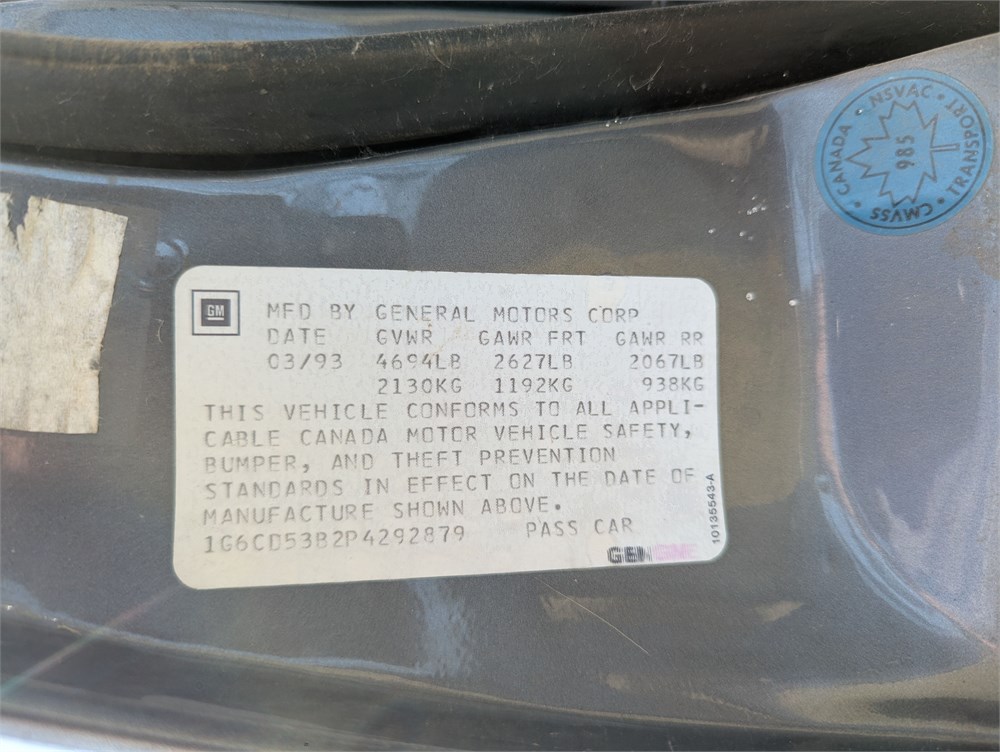 CANADA • NSVAC • TRANSPORT • CMVSS •
985
GM
MFD BY GENERAL MOTORS CORP
DATE GVWR GAWR FRT GAWR RR
03/93 4694LB 2627LB 2067LB
2130KG 1192KG 938KG
THIS VEHICLE CONFORMS TO ALL APPLI-
CABLE CANADA MOTOR VEHICLE SAFETY,
BUMPER, AND THEFT PREVENTION
STANDARDS IN EFFECT ON THE DATE OF
MANUFACTURE SHOWN ABOVE.
1G6CD53B2P4292879 PASS CAR
GENUINE
10135543-A